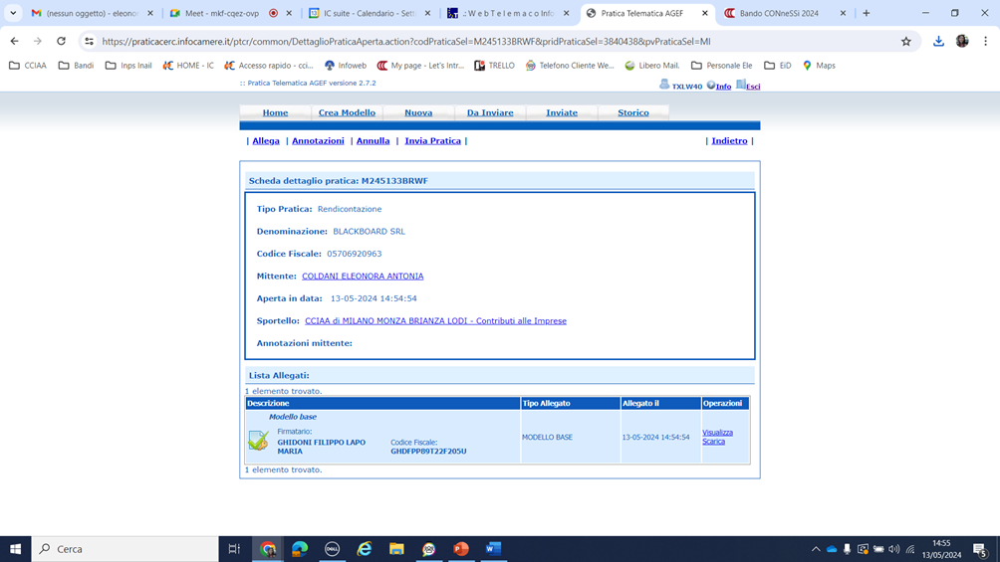 (nessun oggetto) - eleono
Meet - mkf-cqez-ovp
IC suite - Calendario - Sett
.: W e b T e l e m a c o Info
Pratica Telematica AGEF
Bando CONneSSi 2024
https://praticacerc.infocamere.it/ptcr/common/DettaglioPraticaAperta.action?codPraticaSel=M245133BRWF&pridPraticaSel=3840438&pvPraticaSel=MI
CCIAA
Bandi
Inps Inail
HOME - IC
Accesso rapido - cci...
Infoweb
My page - Let's Intr...
TRELLO
Telefono Cliente We...
Libero Mail.
Personale Ele
EiD
Maps
:: Pratica Telematica AGEF versione 2.7.2
TXLW40 Info Esci
Home Crea Modello Nuova Da Inviare Inviate Storico
| Allega | Annotazioni | Annulla | Invia Pratica | | Indietro |
Scheda dettaglio pratica: M245133BRWF
Tipo Pratica: Rendicontazione
Denominazione: BLACKBOARD SRL
Codice Fiscale: 05706920963
Mittente: COLDANI ELEONORA ANTONIA
Aperta in data: 13-05-2024 14:54:54
Sportello: CCIAA di MILANO MONZA BRIANZA LODI - Contributi alle Imprese
Annotazioni mittente:
Lista Allegati:
1 elemento trovato.
Descrizione Tipo Allegato Allegato il Operazioni
Modello base
Firmatario:
GHIDONI FILIPPO LAPO
MARIA
Codice Fiscale:
GHDFPP89T22F205U
MODELLO BASE
13-05-2024 14:54:54
Visualizza
Scarica
1 elemento trovato.
Cerca
14:55
13/05/2024
5